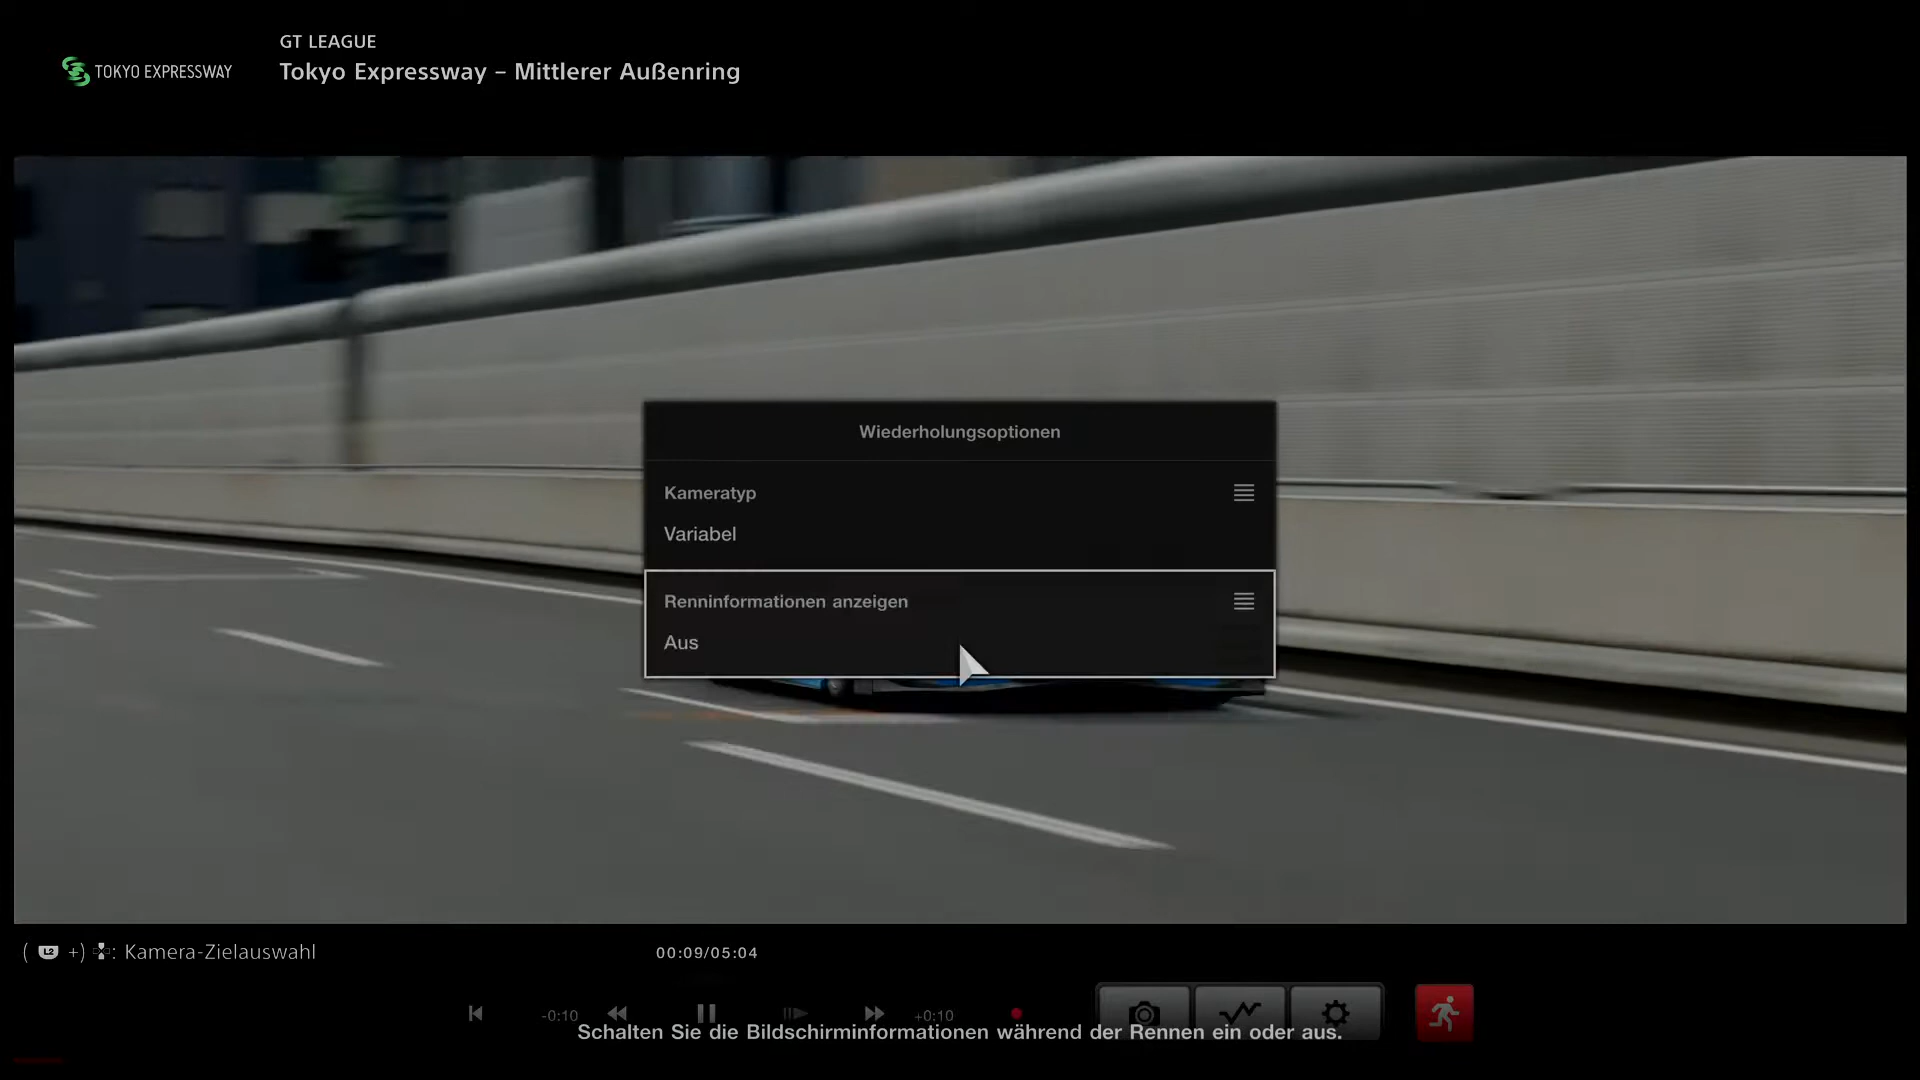 GT LEAGUE
TOKYO EXPRESSWAY
Tokyo Expressway – Mittlerer Außenring
Wiederholungsoptionen
Kameratyp
Variabel
Renninformationen anzeigen
Aus
( L2 +) : Kamera-Zielauswahl
00:09/05:04
-0:10
+0:10
Schalten Sie die Bildschirminformationen während der Rennen ein oder aus.